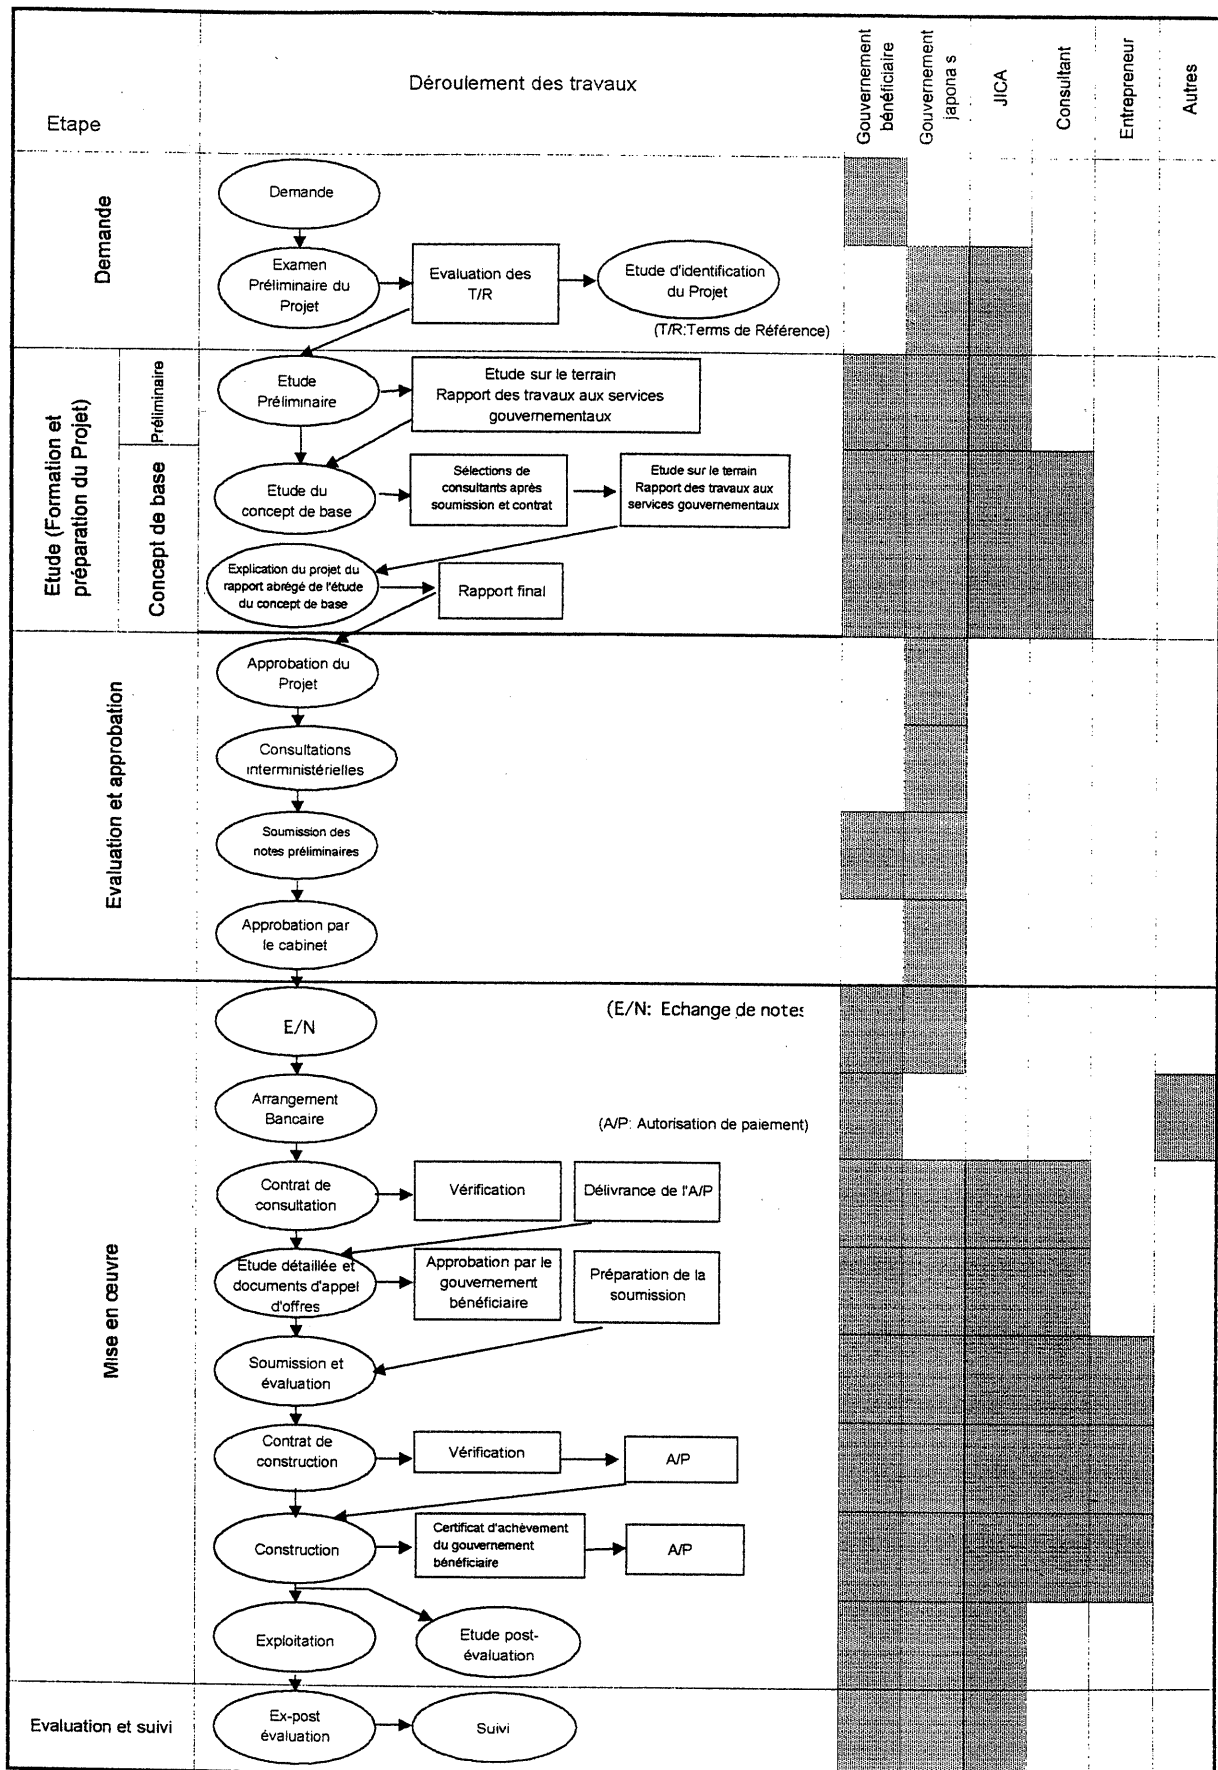 Etape
Déroulement des travaux
Gouvernement
bénéficiaire
Gouvernement
japona s
JICA
Consultant
Entrepreneur
Autres
Demande
Demande
Examen
Préliminaire du
Projet
Evaluation des
T/R
Etude d'identification
du Projet
(T/R:Terms de Référence)
Etude (Formation et
préparation du Projet)
Préliminaire
Etude
Préliminaire
Etude sur le terrain
Rapport des travaux aux services
gouvernementaux
Concept de base
Etude du
concept de base
Sélections de
consultants après
soumission et contrat
Etude sur le terrain
Rapport des travaux aux
services gouvernementaux
Explication du projet du
rapport abrégé de l'étude
du concept de base
Rapport final
Evaluation et approbation
Approbation du
Projet
Consultations
interministérielles
Soumission des
notes préliminaires
Approbation par
le cabinet
Mise en œuvre
E/N
(E/N: Echange de notes
Arrangement
Bancaire
(A/P: Autorisation de paiement)
Contrat de
consultation
Vérification
Délivrance de l'A/P
Etude détaillée et
documents d'appel
d'offres
Approbation par le
gouvernement
bénéficiaire
Préparation de la
soumission
Soumission et
évaluation
Contrat de
construction
Vérification
A/P
Construction
Certificat d'achèvement
du gouvernement
bénéficiaire
A/P
Exploitation
Etude post-
évaluation
Evaluation et suivi
Ex-post
évaluation
Suivi